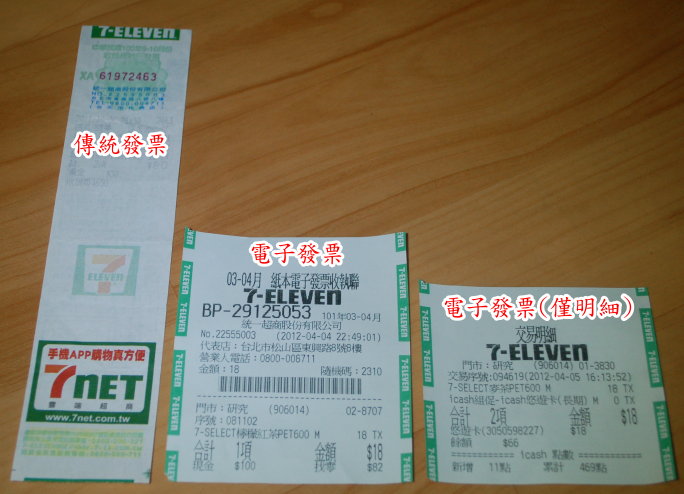 7-ELEVEN
XA 61972463
傳統發票
7
ELEVEN
手機APP購物真方便
7NET
www.7net.com.tw
電子發票
03-04月 紙本電子發票收執聯
7-ELEVEN
BP-29125053 101年03-04月
統一超商股份有限公司
No.22555003 (2012-04-04 22:49:01)
代表店:台北市松山區東興路8號8樓
營業人電話:0800-008711
金額:18 隨機碼:2310
門市:研究 (906014) 02-8707
序號:081102
7-SELECT檸檬紅茶PET600 M 18 TX
合計 1項 金額 $18
現金 $100 找零 $82
電子發票(僅明細)
交易明細
7-ELEVEN
門市:研究 (906014) 01-3830
交易序號:094619(2012-04-05 16:13:52)
7-SELECT麥茶PET600 M 18 TX
1cash組促-1cash悠遊卡(長期) M 0 TX
合計 2項 金額 $18
悠遊卡(3050598227) $18
餘額 $66
1cash 點數
新增 11點 累計 469點